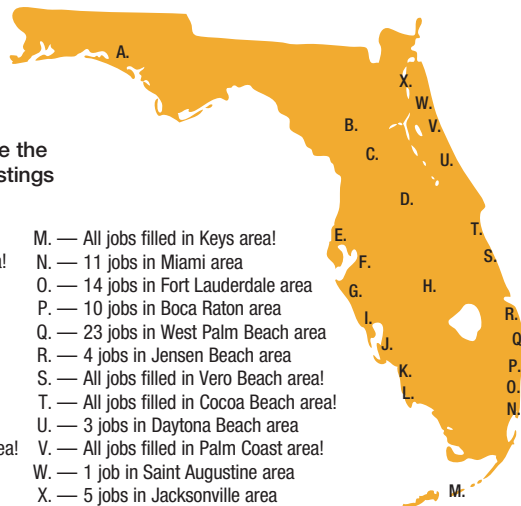 A.
X.
W.
B.
V.
C.
U.
e the
stings
D.
T.
E.
S.
F.
H.
G.
I.
R.
J.
Q
K.
P.
L.
O.
N.
M.
a!
ea!
M. — All jobs filled in Keys area!
N. — 11 jobs in Miami area
O. — 14 jobs in Fort Lauderdale area
P. — 10 jobs in Boca Raton area
Q. — 23 jobs in West Palm Beach area
R. — 4 jobs in Jensen Beach area
S. — All jobs filled in Vero Beach area!
T. — All jobs filled in Cocoa Beach area!
U. — 3 jobs in Daytona Beach area
V. — All jobs filled in Palm Coast area!
W. — 1 job in Saint Augustine area
X. — 5 jobs in Jacksonville area